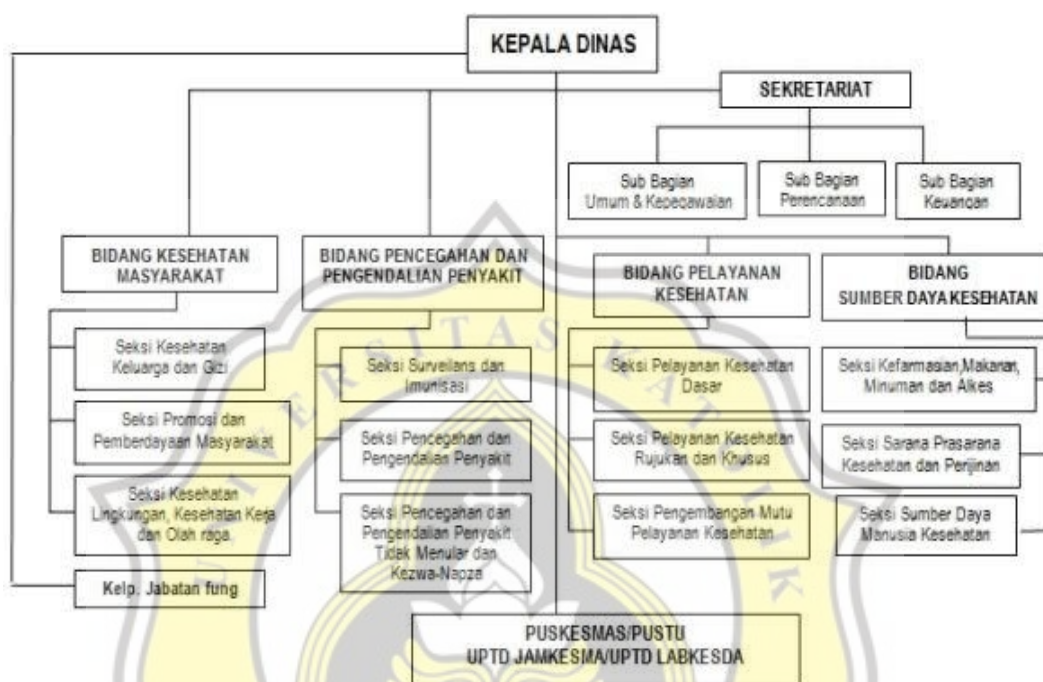 KEPALA DINAS
SEKRETARIAT
Sub Bagian
Umum & Kepegawaian
Sub Bagian
Perencanaan
Sub Bagian
Keuangan
BIDANG KESEHATAN
MASYARAKAT
BIDANG PENCEGAHAN DAN
PENGENDALIAN PENYAKIT
BIDANG PELAYANAN
KESEHATAN
BIDANG
SUMBER DAYA KESEHATAN
Seksi Kesehatan
Keluarga dan Gizi
Seksi Promosi dan
Pemberdayaan Masyarakat
Seksi Kesehatan
Lingkungan, Kesehatan Kerja
dan Olah raga,
Kelp. Jabatan fung
Seksi Surveilans dan
Imunisasi
Seksi Pencegahan dan
Pengendalian Penyakit
Seksi Pencegahan dan
Pengendalian Penyakit
Tidak Menular dan
Kezwa-Napza
Seksi Pelayanan Kesehatan
Dasar
Seksi Pelayanan Kesehatan
Rujukan dan Khusus
Seksi Pengembangan Mutu
Pelayanan Kesehatan
Seksi Kefarmasian,Makanan,
Minuman dan Alkes
Seksi Sarana Prasarana
Kesehatan dan Perijinan
Seksi Sumber Daya
Manusia Kesehatan
PUSKESMAS/PUSTU
UPTD JAMKESMA/UPTD LABKESDA